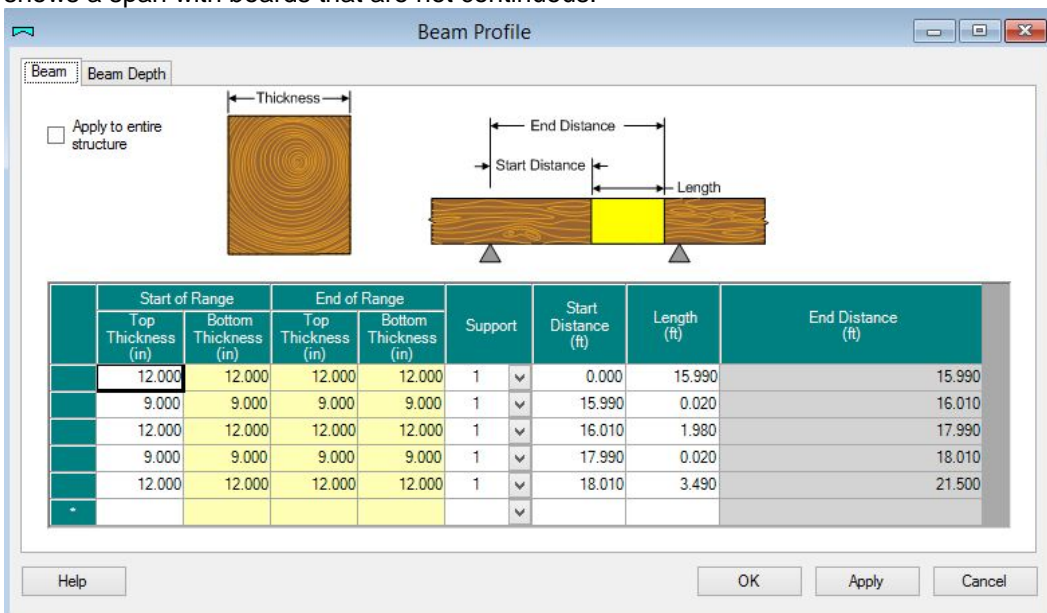 shows a span with boards that are not continuous.
Beam Profile
Beam Beam Depth
Apply to entire
structure
Thickness
End Distance
Start Distance
Length
Start of Range End of Range
Top Thickness (in) Bottom Thickness (in) Top Thickness (in) Bottom Thickness (in) Support Start Distance (ft) Length (ft) End Distance (ft)
12.000 12.000 12.000 12.000 1 0.000 15.990 15.990
9.000 9.000 9.000 9.000 1 15.990 0.020 16.010
12.000 12.000 12.000 12.000 1 16.010 1.980 17.990
9.000 9.000 9.000 9.000 1 17.990 0.020 18.010
12.000 12.000 12.000 12.000 1 18.010 3.490 21.500
*
Help OK Apply Cancel